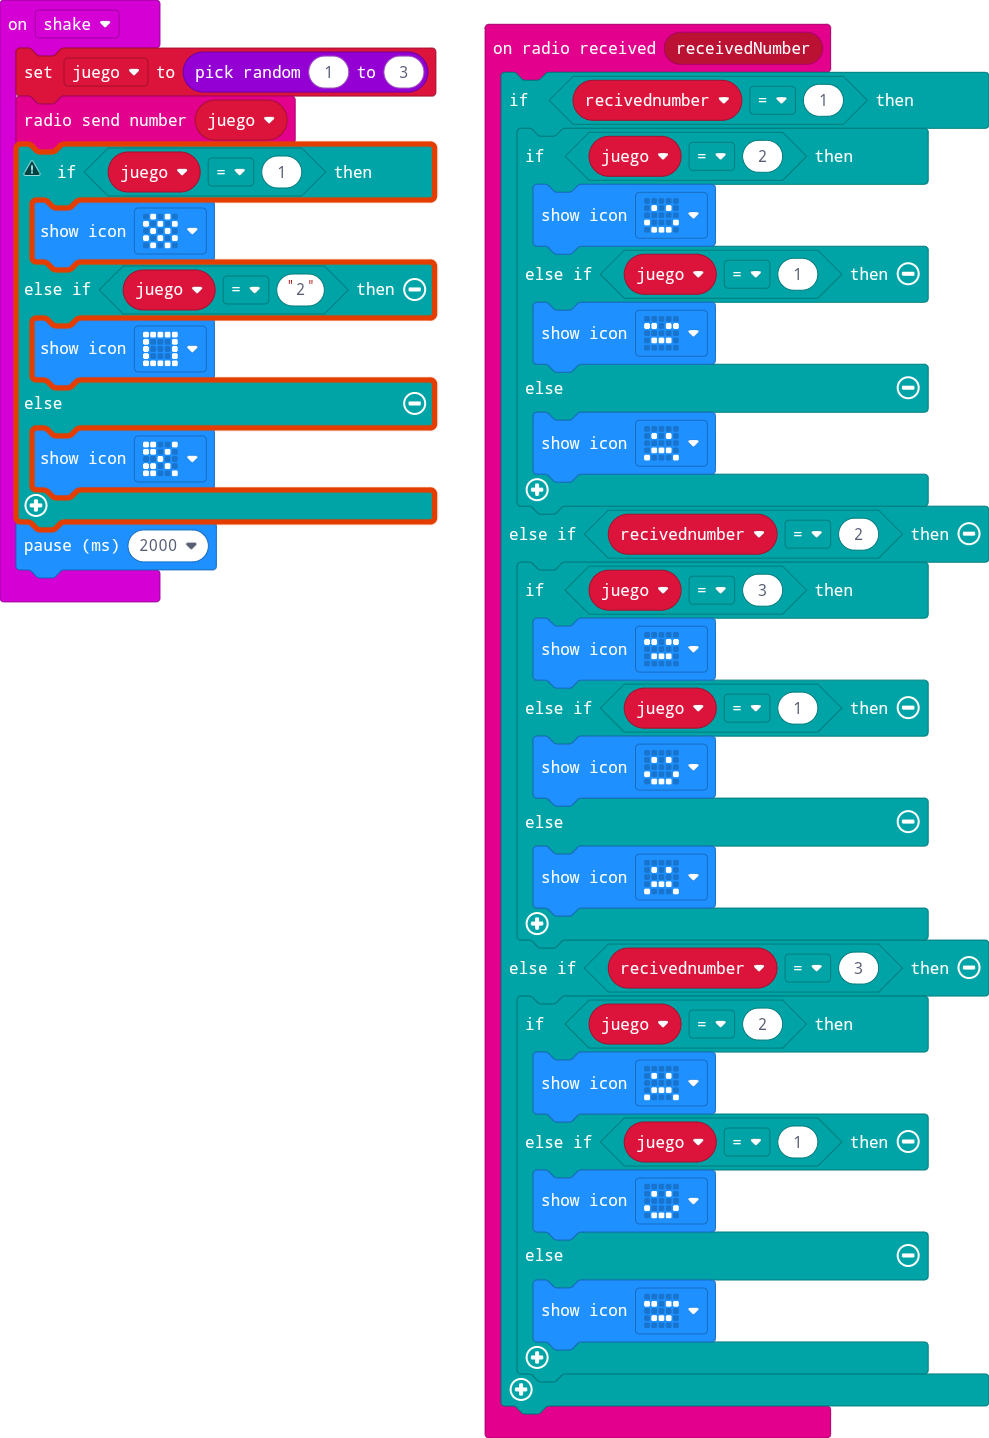 on shake
set juego to pick random 1 to 3
radio send number juego
if juego = 1 then
show icon
else if juego = "2" then
show icon
else
show icon
pause (ms) 2000
on radio received receivedNumber
if recivednumber = 1 then
if juego = 2 then
show icon
else if juego = 1 then
show icon
else
show icon
else if recivednumber = 2 then
if juego = 3 then
show icon
else if juego = 1 then
show icon
else
show icon
else if recivednumber = 3 then
if juego = 2 then
show icon
else if juego = 1 then
show icon
else
show icon